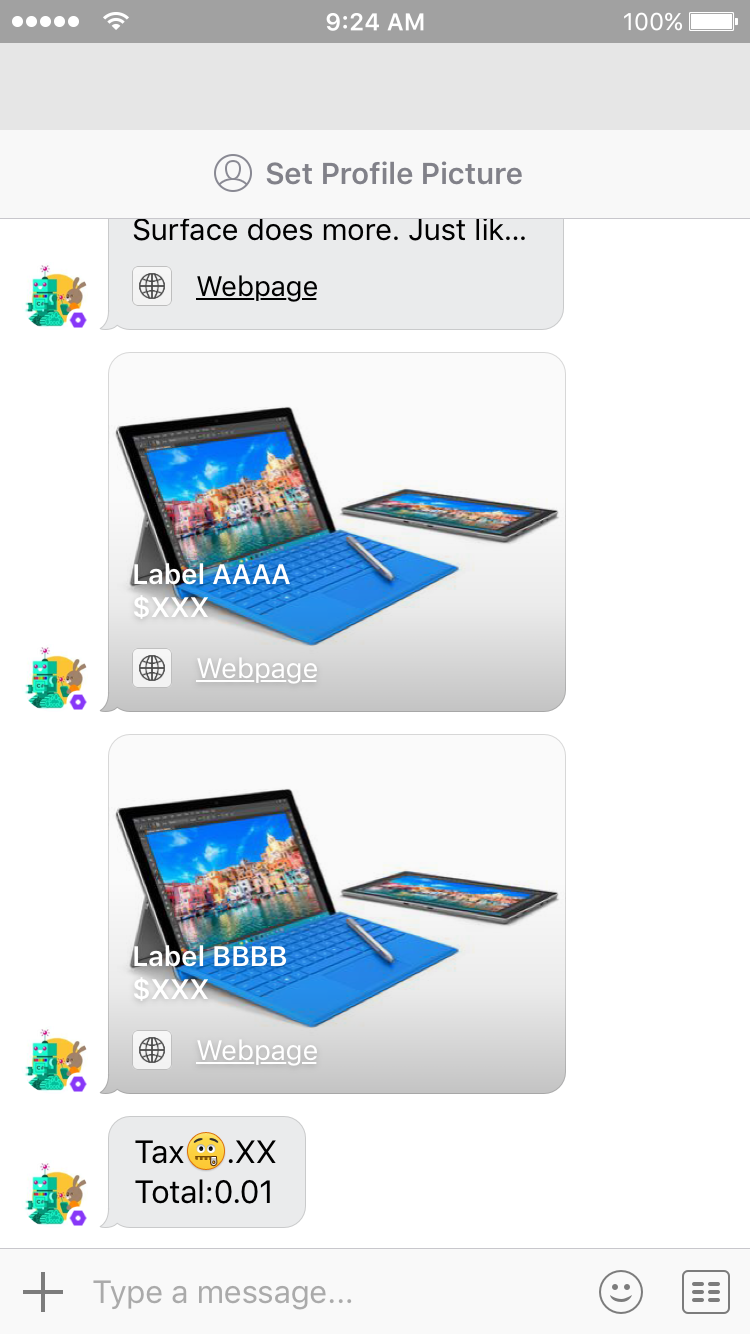 9:24 AM
100%
Set Profile Picture
Surface does more. Just lik...
Webpage
Label AAAA
$XXX
Webpage
Label BBBB
$XXX
Webpage
Tax🤐.XX
Total:0.01
Type a message...